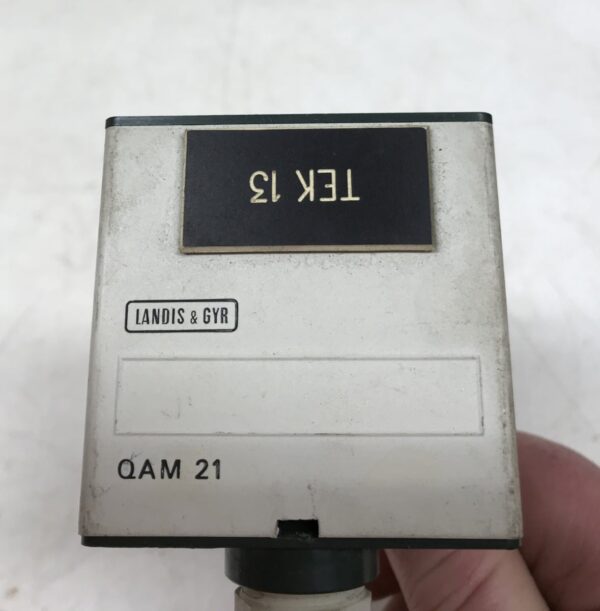 TEK 13
LANDIS & GYR
QAM 21